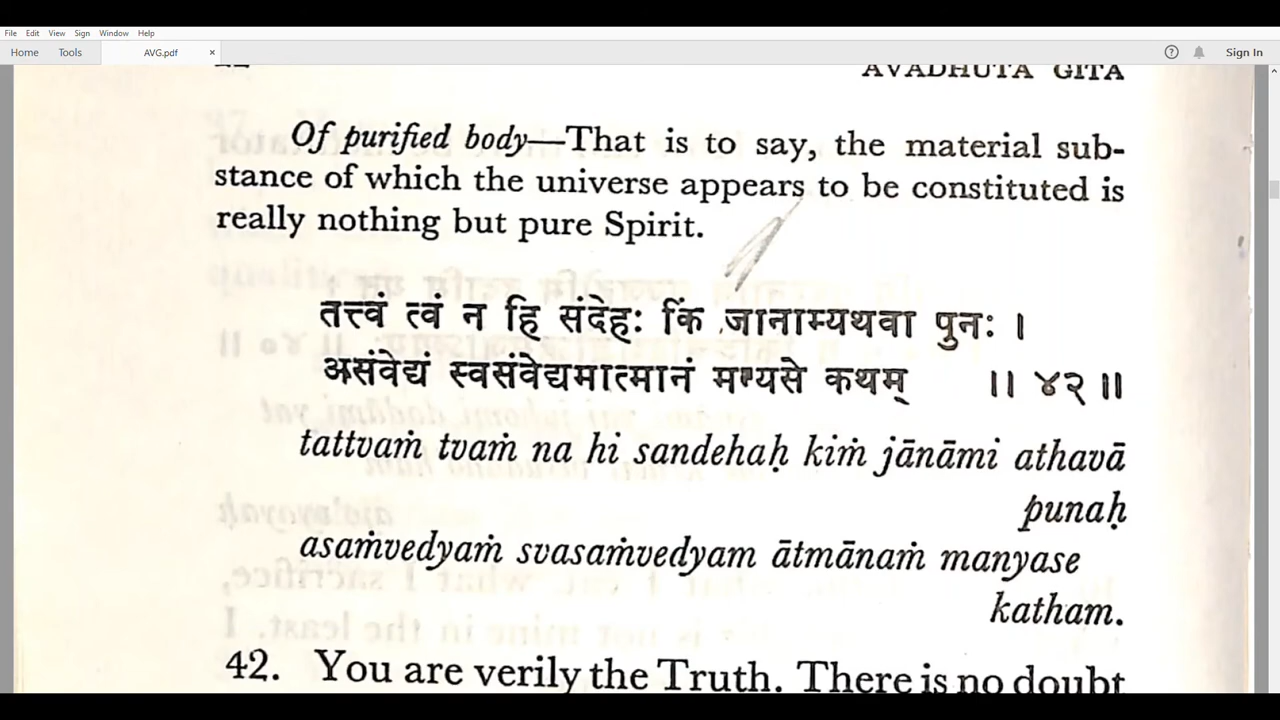 File Edit View Sign Window Help
Home Tools AVG.pdf × Sign In
AVADHUTA GITA
Of purified body—That is to say, the material sub-
stance of which the universe appears to be constituted is
really nothing but pure Spirit.
तत्त्वं त्वं न हि संदेहः किं जानाम्यथवा पुनः ।
असंवेद्यं स्वसंवेद्यमात्मानं मण्यसे कथम् ॥ ४२ ॥
tattvaṁ tvaṁ na hi sandehaḥ kiṁ jānāmi athavā
punaḥ
asaṁvedyaṁ svasaṁvedyam ātmānaṁ manyase
katham.
42. You are verily the Truth. There is no doubt